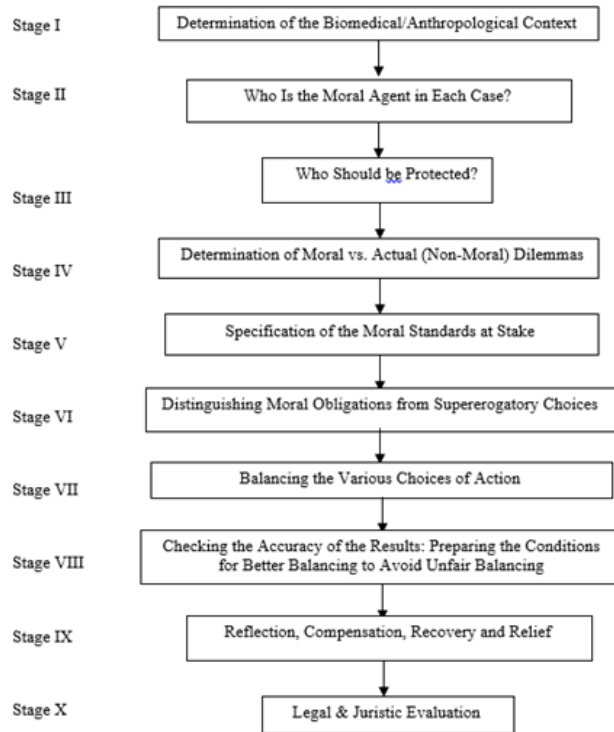 Stage I
Determination of the Biomedical/Anthropological Context
Stage II
Who Is the Moral Agent in Each Case?
Who Should be Protected?
Stage III
Determination of Moral vs. Actual (Non-Moral) Dilemmas
Stage IV
Specification of the Moral Standards at Stake
Stage V
Distinguishing Moral Obligations from Supererogatory Choices
Stage VI
Balancing the Various Choices of Action
Stage VII
Checking the Accuracy of the Results: Preparing the Conditions
for Better Balancing to Avoid Unfair Balancing
Stage VIII
Reflection, Compensation, Recovery and Relief
Stage IX
Legal & Juristic Evaluation
Stage X